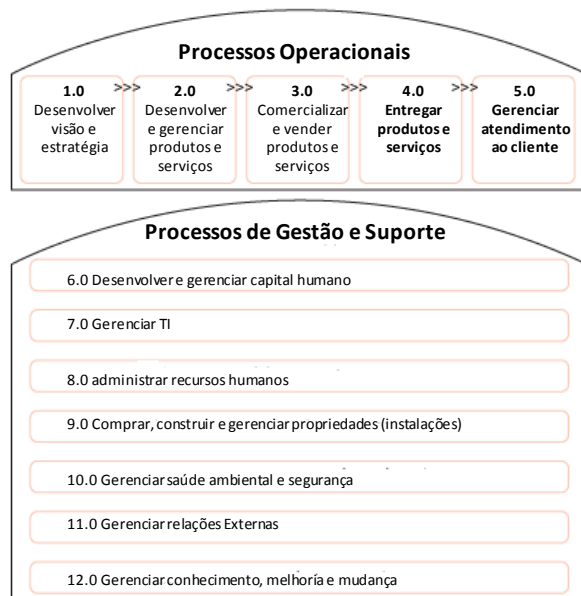 Processos Operacionais
1.0 >>> 2.0 >>> 3.0 >>> 4.0 >>> 5.0
Desenvolver visão e estratégia
Desenvolver e gerenciar produtos e serviços
Comercializar e vender produtos e serviços
Entregar produtos e serviços
Gerenciar atendimento ao cliente
Processos de Gestão e Suporte
6.0 Desenvolver e gerenciar capital humano
7.0 Gerenciar TI
8.0 administrar recursos humanos
9.0 Comprar, construir e gerenciar propriedades (instalações)
10.0 Gerenciar saúde ambiental e segurança
11.0 Gerenciar relações Externas
12.0 Gerenciar conhecimento, melhoria e mudança